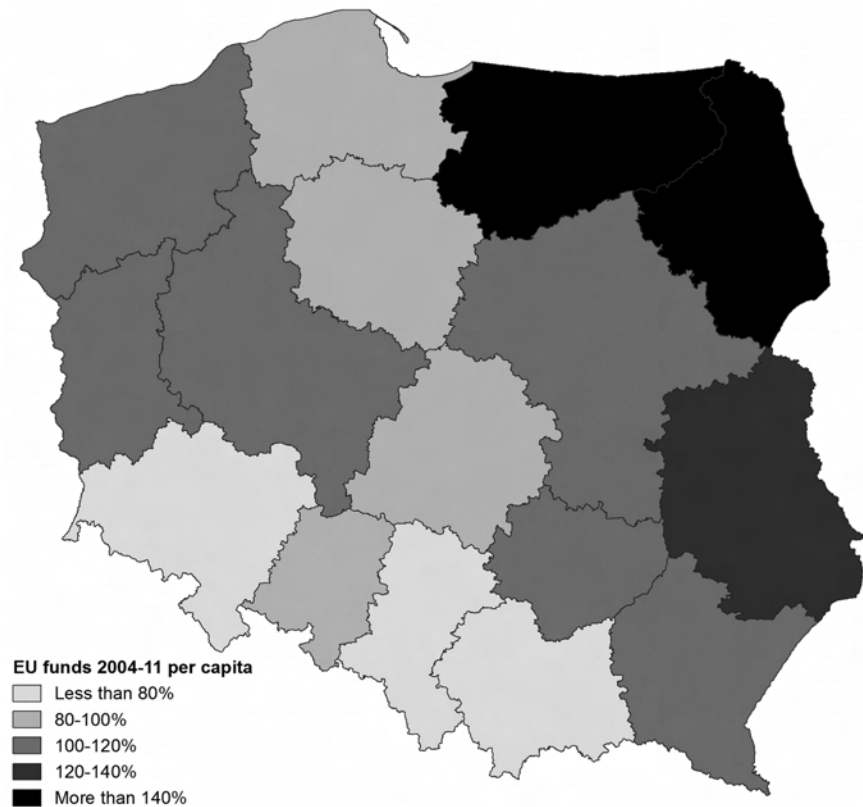 EU funds 2004-11 per capita
Less than 80%
80-100%
100-120%
120-140%
More than 140%